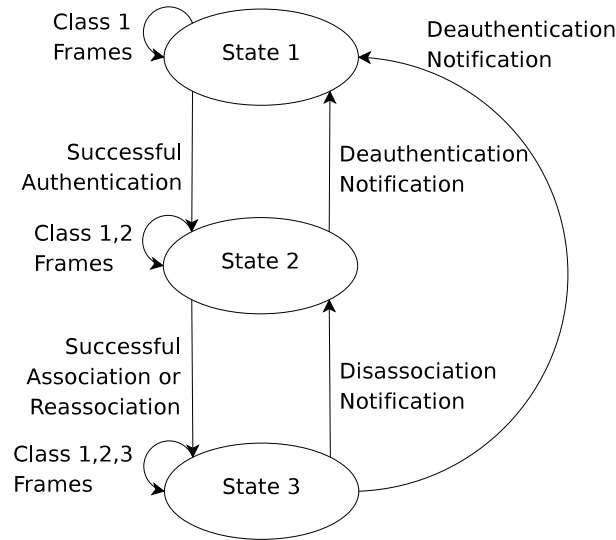 Class 1
Frames
State 1
Deauthentication
Notification
Successful
Authentication
Deauthentication
Notification
Class 1,2
Frames
State 2
Successful
Association or
Reassociation
Disassociation
Notification
Class 1,2,3
Frames
State 3